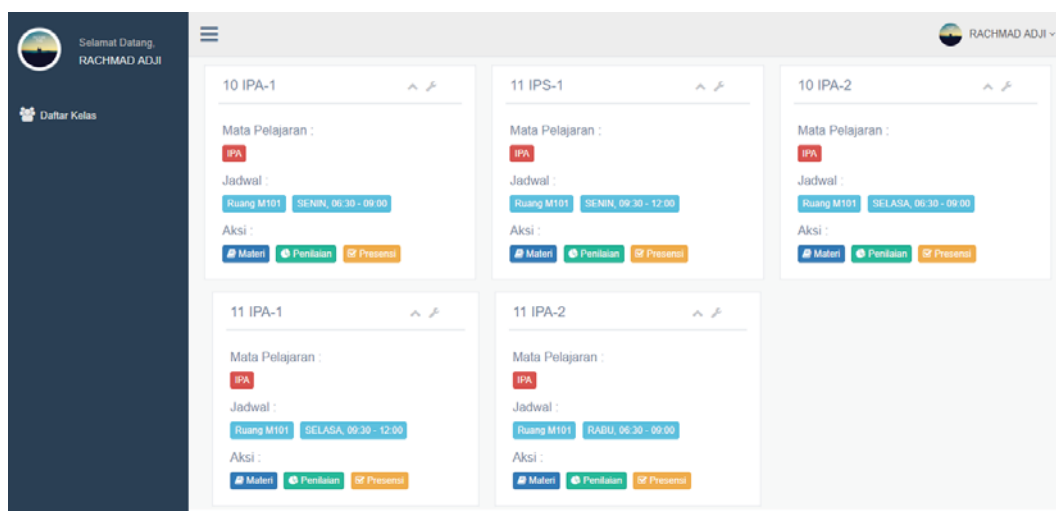 Selamat Datang,
RACHMAD ADJI
Daftar Kelas
RACHMAD ADJI
10 IPA-1
Mata Pelajaran :
IPA
Jadwal :
Ruang M101 SENIN, 06:30 - 09:00
Aksi :
Materi Penilaian Presensi
11 IPS-1
Mata Pelajaran :
IPA
Jadwal :
Ruang M101 SENIN, 09:30 - 12:00
Aksi :
Materi Penilaian Presensi
10 IPA-2
Mata Pelajaran :
IPA
Jadwal :
Ruang M101 SELASA, 06:30 - 09:00
Aksi :
Materi Penilaian Presensi
11 IPA-1
Mata Pelajaran :
IPA
Jadwal :
Ruang M101 SELASA, 09:30 - 12:00
Aksi :
Materi Penilaian Presensi
11 IPA-2
Mata Pelajaran :
IPA
Jadwal :
Ruang M101 RABU, 06:30 - 09:00
Aksi :
Materi Penilaian Presensi